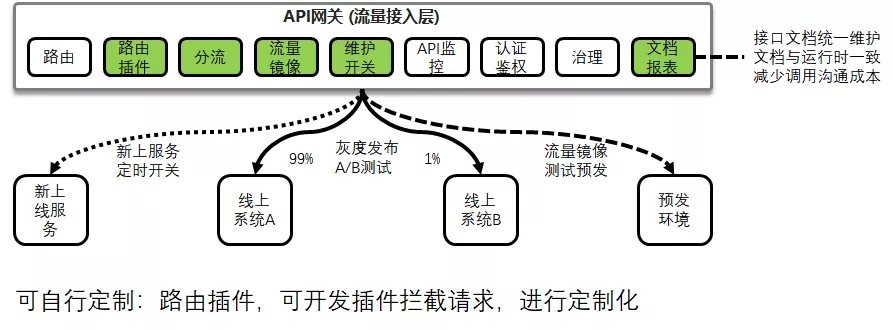 API网关 (流量接入层)
路由
路由
插件
分流
流量
镜像
维护
开关
API监
控
认证
鉴权
治理
文档
报表
接口文档统一维护
文档与运行时一致
减少调用沟通成本
新上服务
定时开关
99%
灰度发布
A/B测试
1%
流量镜像
测试预发
新上
线服
务
线上
系统A
线上
系统B
预发
环境
可自行定制：路由插件，可开发插件拦截请求，进行定制化